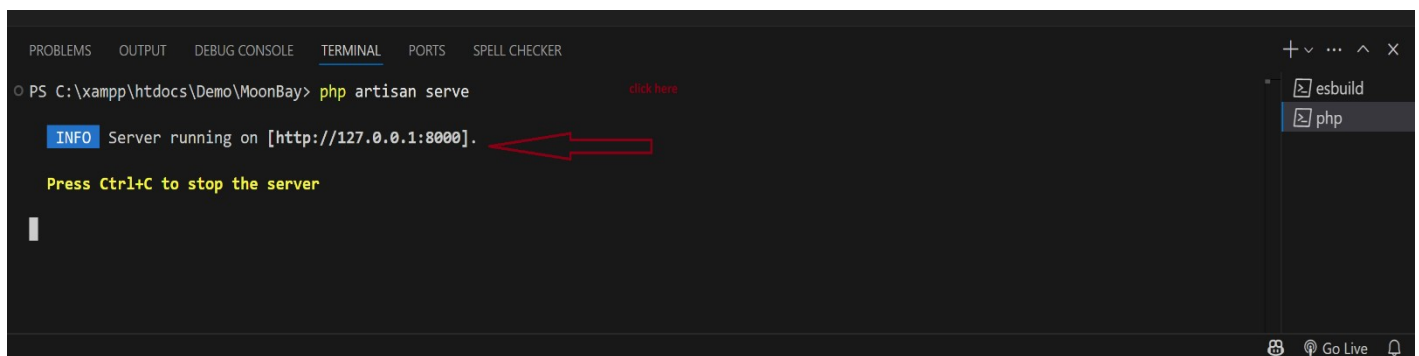 PROBLEMS OUTPUT DEBUG CONSOLE TERMINAL PORTS SPELL CHECKER
PS C:\xampp\htdocs\Demo\MoonBay> php artisan serve
click here
INFO Server running on [http://127.0.0.1:8000].
Press Ctrl+C to stop the server
esbuild
php
Go Live